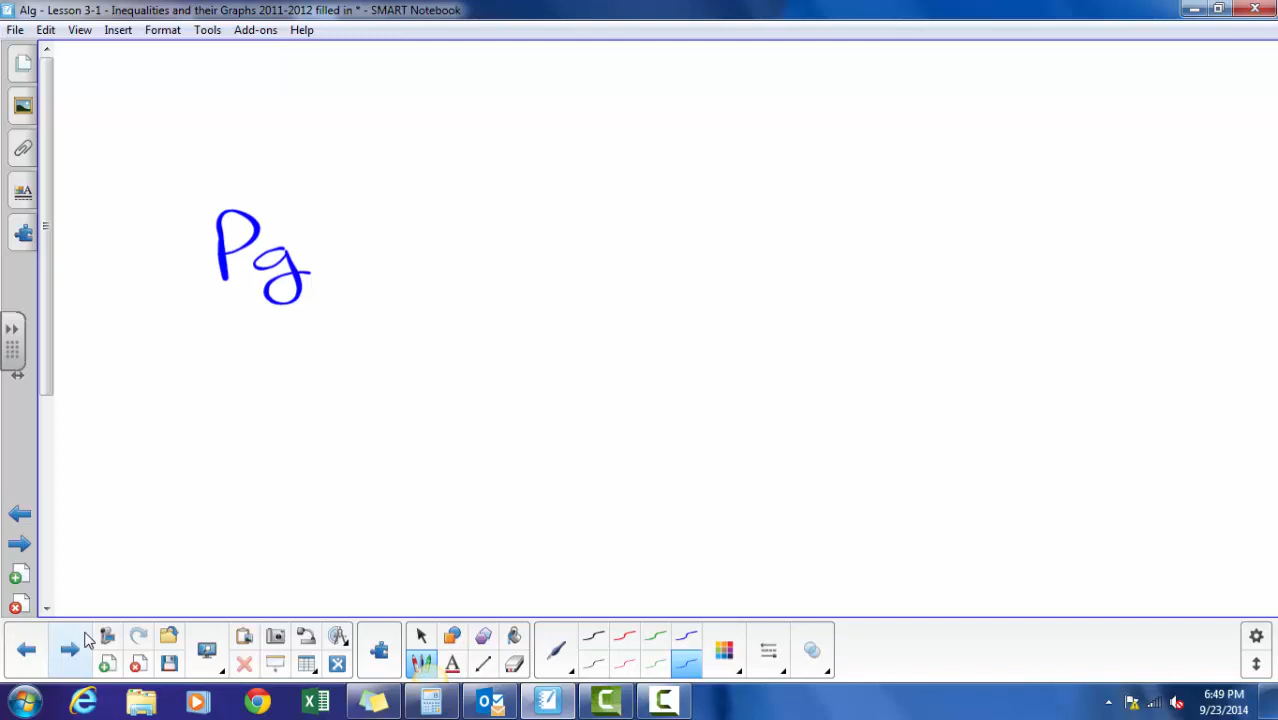 Alg - Lesson 3-1 - Inequalities and their Graphs 2011-2012 filled in * - SMART Notebook
File Edit View Insert Format Tools Add-ons Help
Pg
6:49 PM
9/23/2014